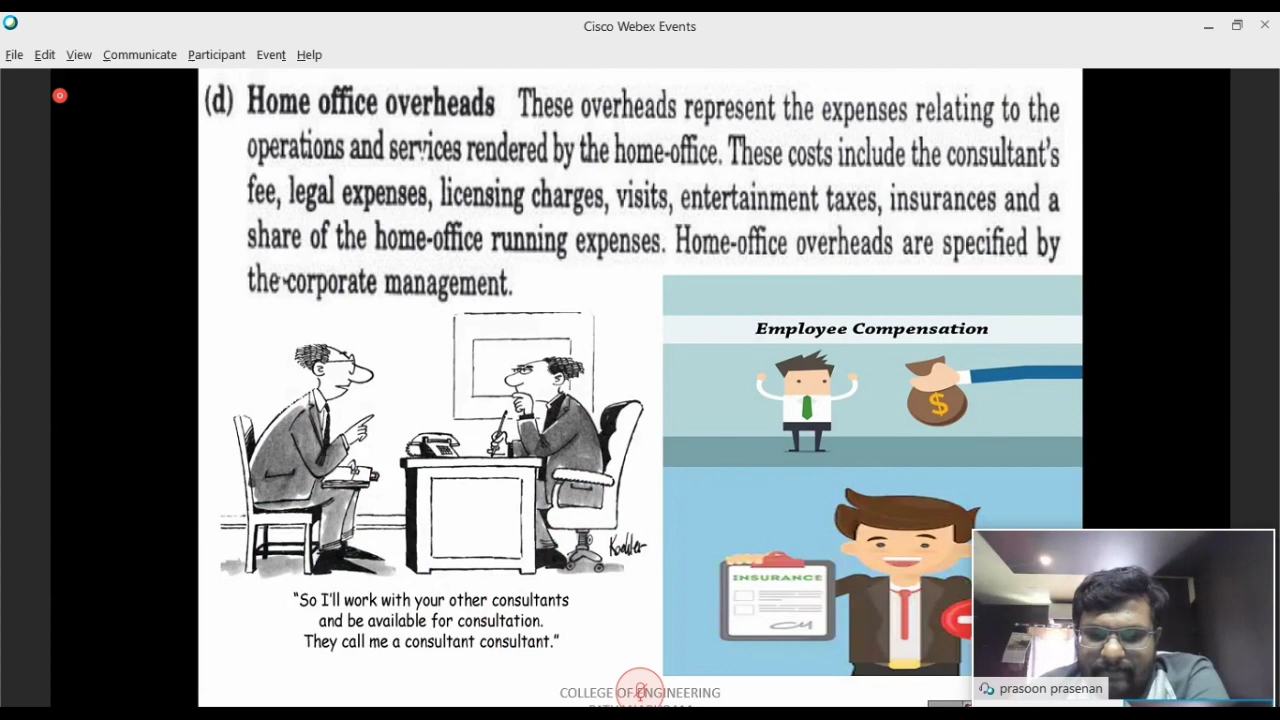 Cisco Webex Events
File Edit View Communicate Participant Event Help
(d) Home office overheads These overheads represent the expenses relating to the
operations and services rendered by the home-office. These costs include the consultant's
fee, legal expenses, licensing charges, visits, entertainment taxes, insurances and a
share of the home-office running expenses. Home-office overheads are specified by
the corporate management.
Employee Compensation
$
INSURANCE
"So I'll work with your other consultants
and be available for consultation.
They call me a consultant consultant."
COLLEGE OF ENGINEERING
prasoon prasenan